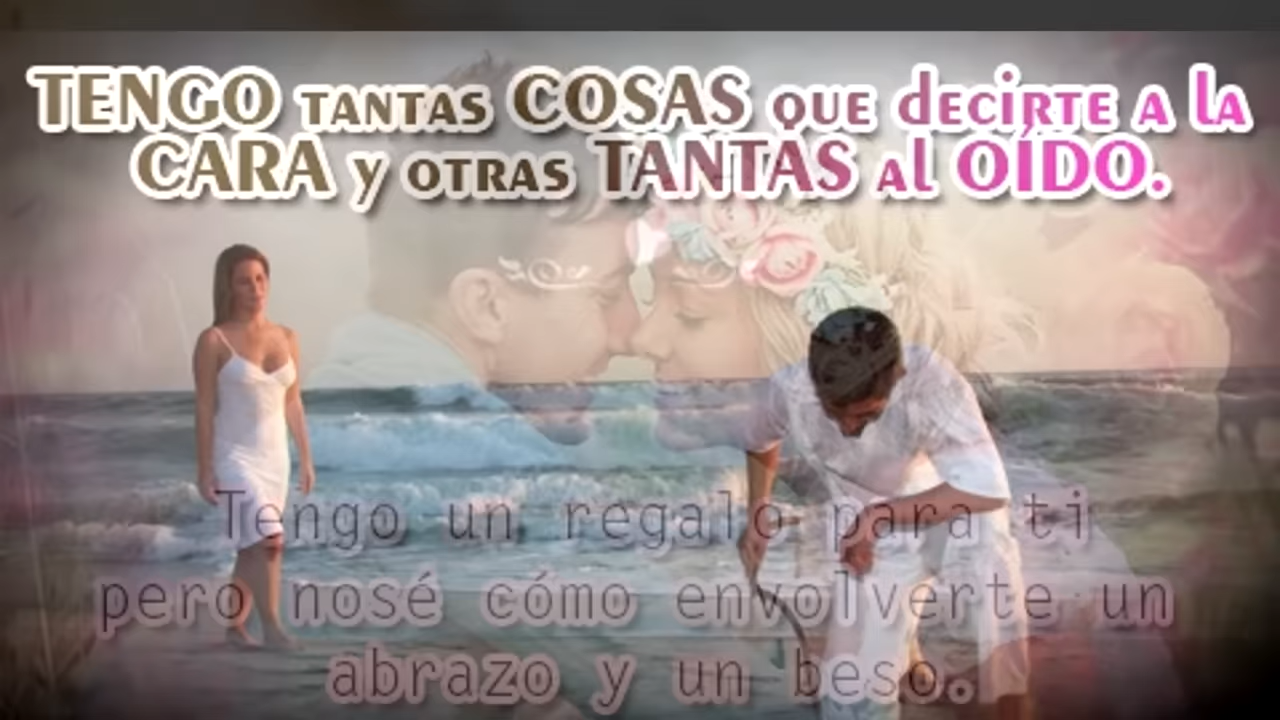 TENGO TANTAS COSAS QUE decirte A la
CARA y OTRAS TANTAS Al OÍDO.
Tengo un regalo para ti
pero nosé cómo envolverte un
abrazo y un beso.